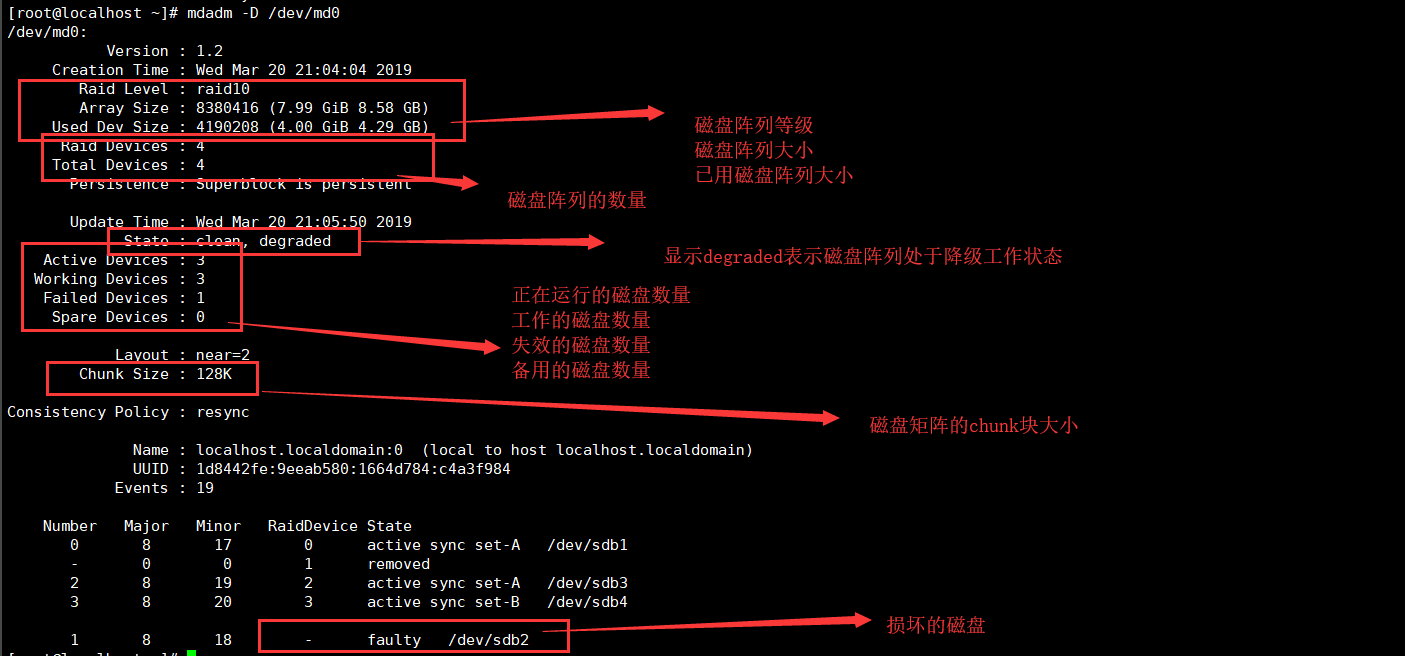 [root@localhost ~]# mdadm -D /dev/md0
/dev/md0:
Version : 1.2
Creation Time : Wed Mar 20 21:04:04 2019
Raid Level : raid10
Array Size : 8380416 (7.99 GiB 8.58 GB)
磁盘阵列等级
Used Dev Size : 4190208 (4.00 GiB 4.29 GB)
Raid Devices : 4
磁盘阵列大小
Total Devices : 4
已用磁盘阵列大小
Persistence : Superblock is persistent
磁盘阵列的数量
Update Time : Wed Mar 20 21:05:50 2019
State : clean, degraded
显示degraded表示磁盘阵列处于降级工作状态
Active Devices : 3
Working Devices : 3
Failed Devices : 1
正在运行的磁盘数量
Spare Devices : 0
工作的磁盘数量
失效的磁盘数量
Layout : near=2
备用的磁盘数量
Chunk Size : 128K
Consistency Policy : resync
磁盘矩阵的chunk块大小
Name : localhost.localdomain:0 (local to host localhost.localdomain)
UUID : 1d8442fe:9eeab580:1664d784:c4a3f984
Events : 19
Number Major Minor RaidDevice State
0 8 17 0 active sync set-A /dev/sdb1
- 0 0 1 removed
2 8 19 2 active sync set-A /dev/sdb3
3 8 20 3 active sync set-B /dev/sdb4
损坏的磁盘
1 8 18 - faulty /dev/sdb2